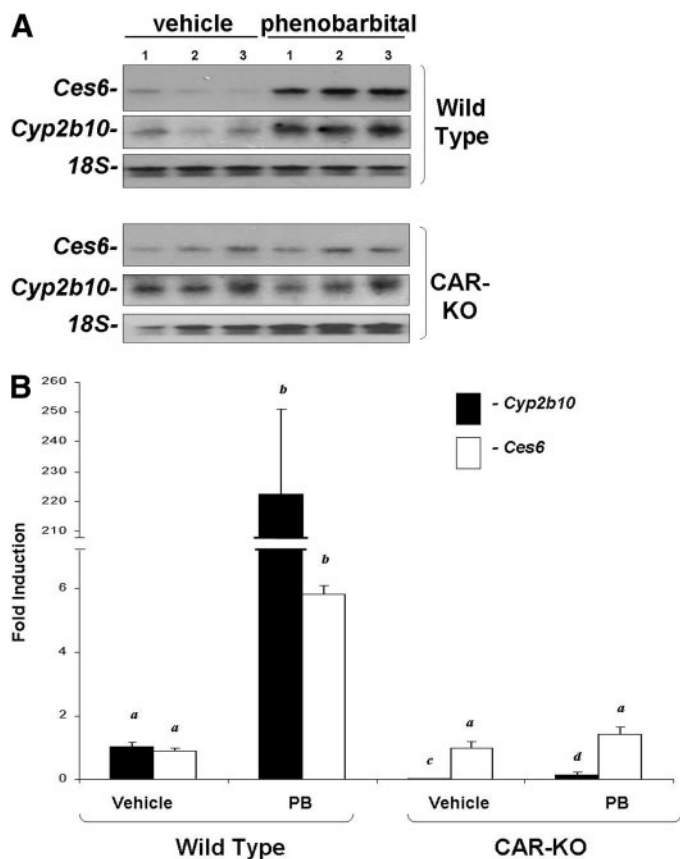 A
vehicle phenobarbital
1 2 3 1 2 3
Ces6-
Cyp2b10-
18S-
Wild
Type
Ces6-
Cyp2b10-
18S-
CAR-
KO
B
260
250
240
230
220
210
6
4
2
0
Fold Induction
b
b
a a
c
a
d
a
- Cyp2b10
- Ces6
Vehicle PB Vehicle PB
Wild Type CAR-KO